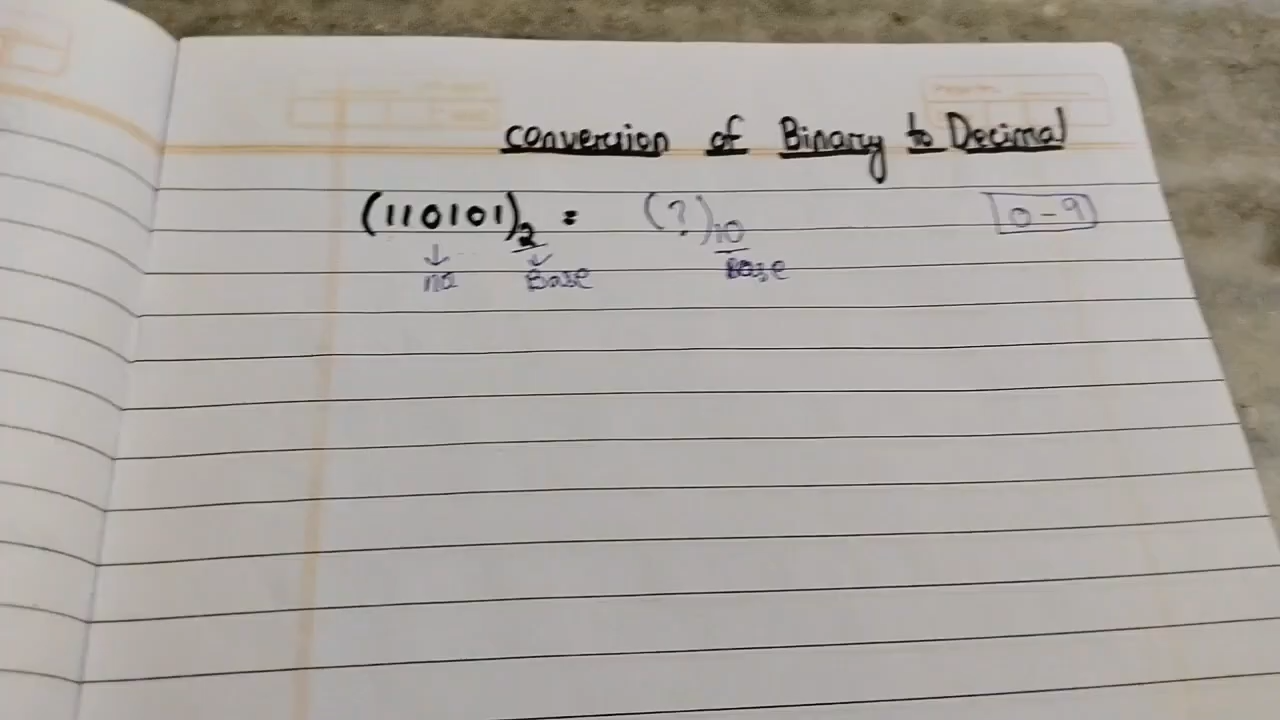 conversion of Binary to Decimal
(110101)₂ = (?)₁₀ 0-9
↓ ↓
no Base Base